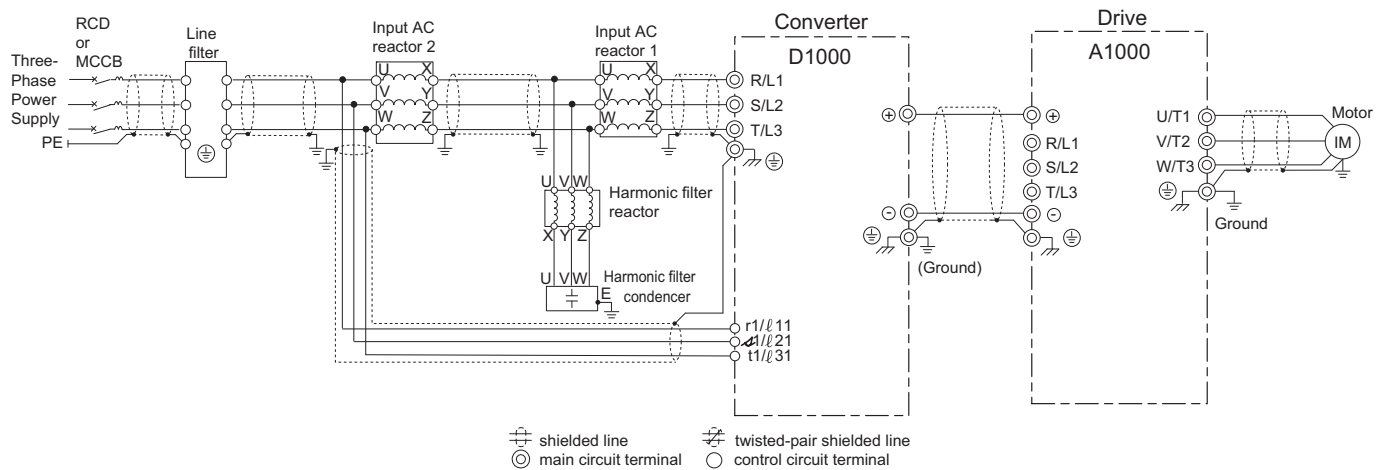 RCD
or
MCCB
Three-
Phase
Power
Supply
PE
Line
filter
Input AC
reactor 2
U X
V Y
W Z
Input AC
reactor 1
U X
V Y
W Z
Converter
D1000
R/L1
S/L2
T/L3
U V W
Harmonic filter
reactor
X Y Z
U V W
Harmonic filter
condencer
E
r1/ℓ11
1/ℓ21
t1/ℓ31
+
-
(Ground)
Drive
A1000
+
R/L1
S/L2
T/L3
-
U/T1
V/T2
W/T3
Motor
IM
Ground
shielded line
twisted-pair shielded line
main circuit terminal
control circuit terminal